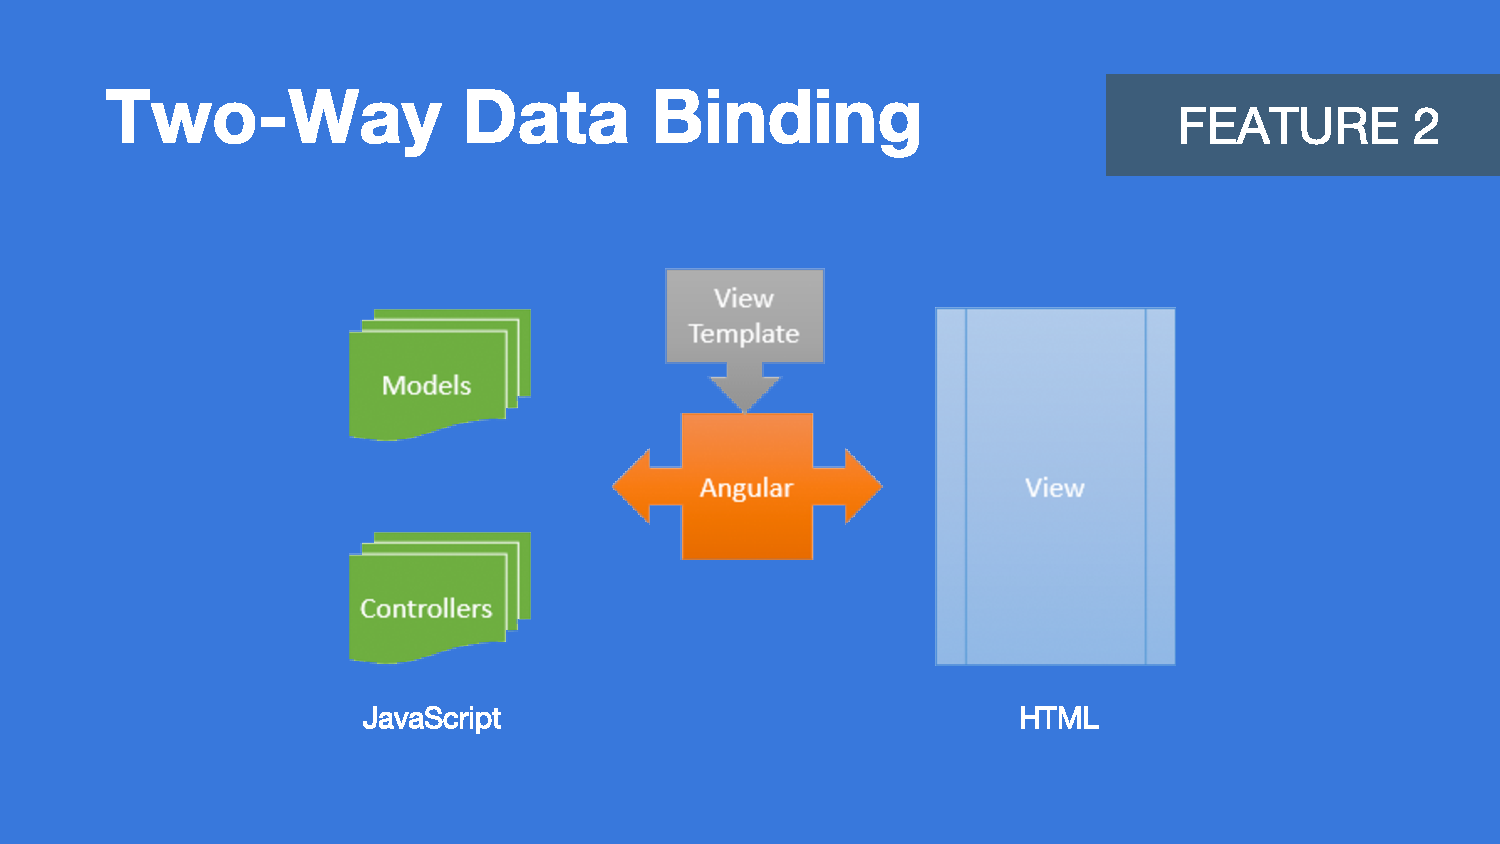 Two-Way Data Binding
FEATURE 2
View
Template
Models
Angular
View
Controllers
JavaScript
HTML